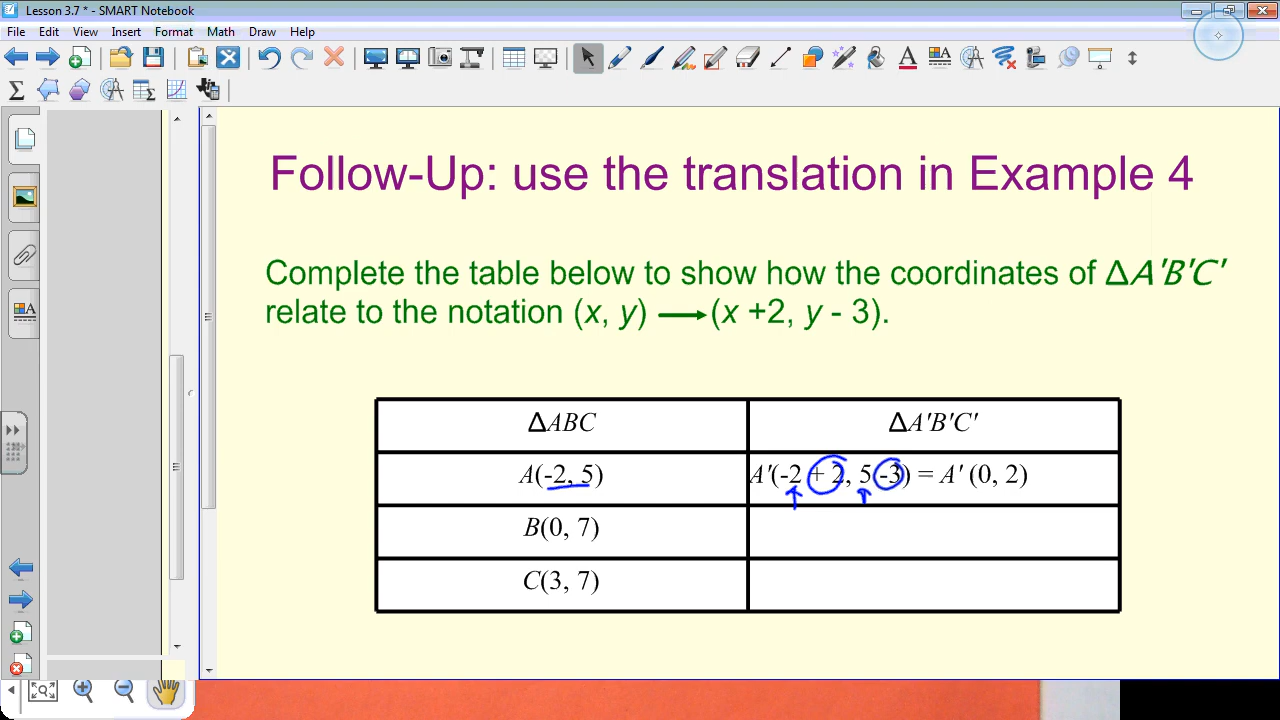 Lesson 3.7 * - SMART Notebook
File Edit View Insert Format Math Draw Help
Follow-Up: use the translation in Example 4
Complete the table below to show how the coordinates of ΔA'B'C'
relate to the notation (x, y) ⟶ (x +2, y - 3).
ΔABC ΔA'B'C'
A(-2, 5) A'(-2 + 2, 5 -3) = A' (0, 2)
B(0, 7)
C(3, 7)